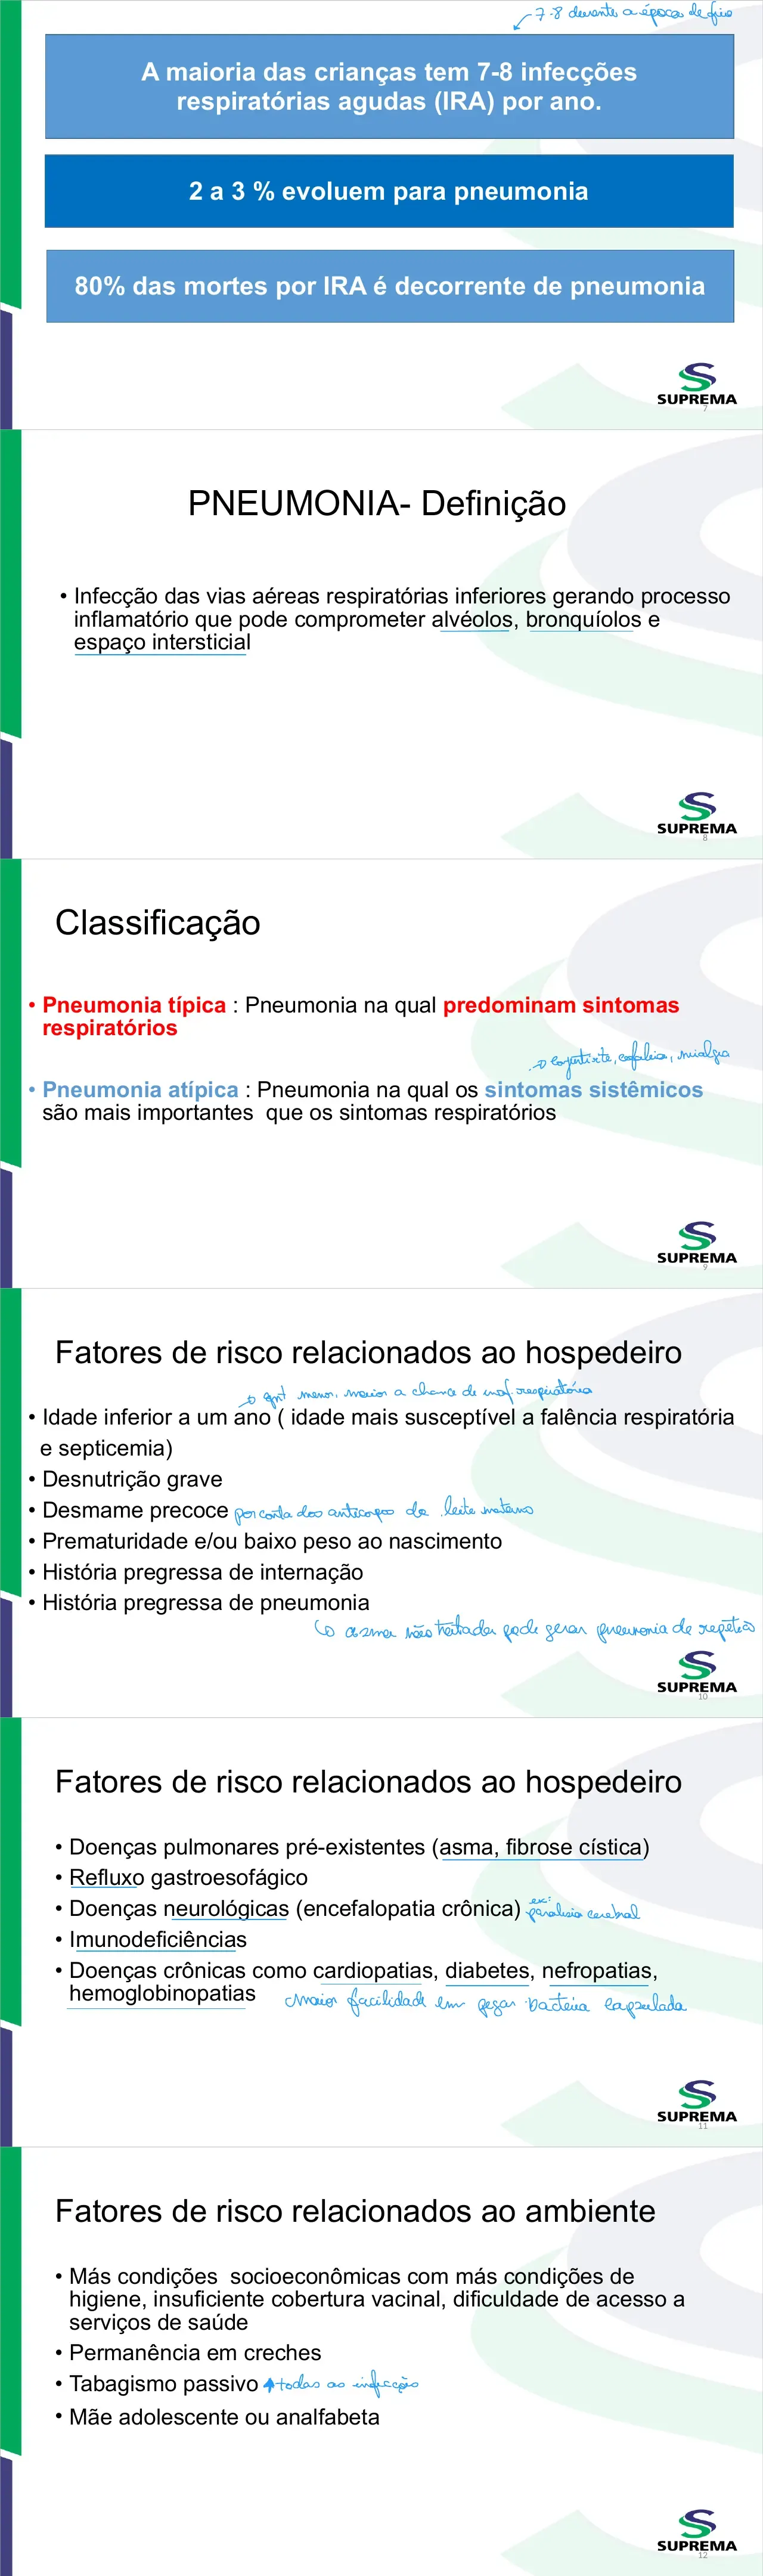 7-8 durante a época de frio
A maioria das crianças tem 7-8 infecções
respiratórias agudas (IRA) por ano.
2 a 3 % evoluem para pneumonia
80% das mortes por IRA é decorrente de pneumonia
SUPREMA
7
PNEUMONIA- Definição
• Infecção das vias aéreas respiratórias inferiores gerando processo
inflamatório que pode comprometer alvéolos, bronquíolos e
espaço intersticial
SUPREMA
8
Classificação
• Pneumonia típica : Pneumonia na qual predominam sintomas
respiratórios
cefaleia, mialgia
• Pneumonia atípica : Pneumonia na qual os sintomas sistêmicos
são mais importantes que os sintomas respiratórios
SUPREMA
9
Fatores de risco relacionados ao hospedeiro
qnt menor, maior a chance de insf. respiratória
• Idade inferior a um ano ( idade mais susceptível a falência respiratória
e septicemia)
• Desnutrição grave
• Desmame precoce por conta dos anticorpos do leite materno
• Prematuridade e/ou baixo peso ao nascimento
• História pregressa de internação
• História pregressa de pneumonia
asma não tratada pode gerar pneumonia de repetição
SUPREMA
10
Fatores de risco relacionados ao hospedeiro
• Doenças pulmonares pré-existentes (asma, fibrose cística)
• Refluxo gastroesofágico
• Doenças neurológicas (encefalopatia crônica) ex: paralisia cerebral
• Imunodeficiências
• Doenças crônicas como cardiopatias, diabetes, nefropatias,
hemoglobinopatias maior facilidade em pegar bactéria capsulada
SUPREMA
11
Fatores de risco relacionados ao ambiente
• Más condições socioeconômicas com más condições de
higiene, insuficiente cobertura vacinal, dificuldade de acesso a
serviços de saúde
• Permanência em creches
• Tabagismo passivo ↑ todas as infecções
• Mãe adolescente ou analfabeta
SUPREMA
12